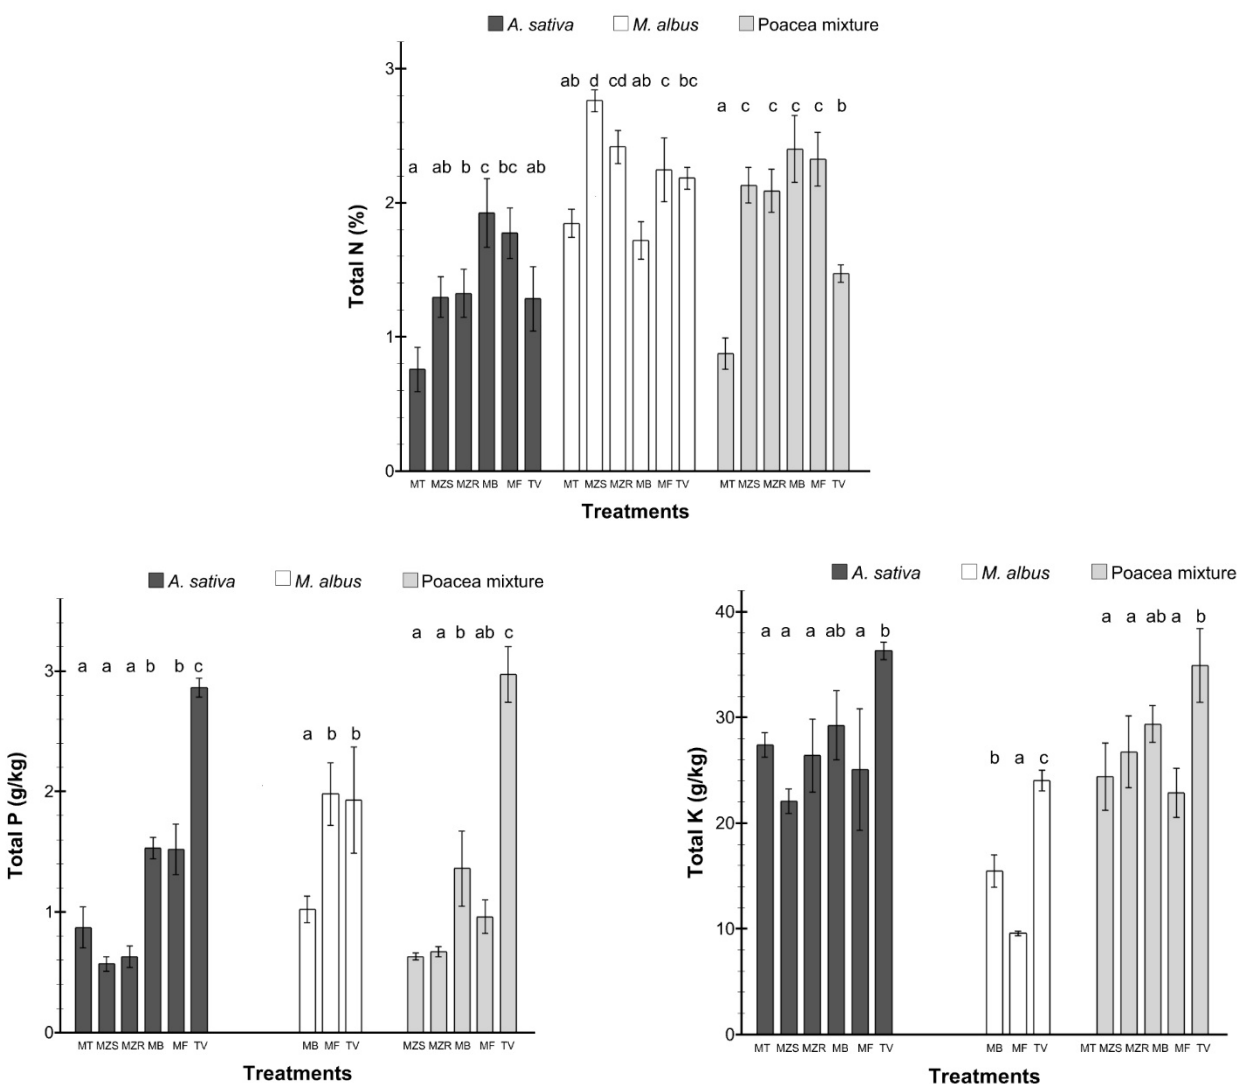 A. sativa M. albus Poacea mixture
3
ab d cd ab c bc
a c c c c b
a ab b c bc ab
2
Total N (%)
1
0
MT MZS MZR MB MF TV MT MZS MZR MB MF TV MT MZS MZR MB MF TV
Treatments
A. sativa M. albus Poacea mixture
a a b ab c
3
a a a b b c
a b b
2
Total P (g/kg)
1
0
MT MZS MZR MB MF TV MB MF TV MZS MZR MB MF TV
Treatments
A. sativa M. albus Poacea mixture
40
a a a ab a b a a ab a b
30
b a c
Total K (g/kg)
20
10
0
MT MZS MZR MB MF TV MB MF TV MT MZS MZR MB MF TV
Treatments